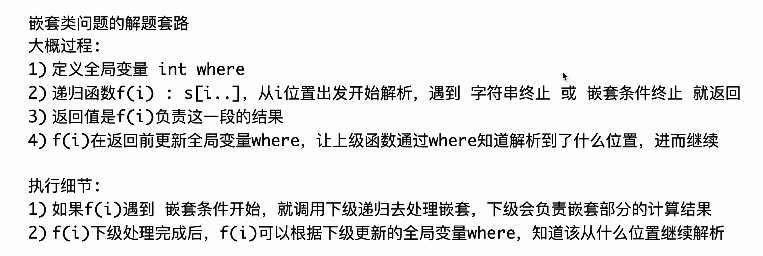 嵌套类问题的解题套路
大概过程:
1) 定义全局变量 int where
2) 递归函数f(i) : s[i..], 从i位置出发开始解析, 遇到 字符串终止 或 嵌套条件终止 就返回
3) 返回值是f(i)负责这一段的结果
4) f(i)在返回前更新全局变量where, 让上级函数通过where知道解析到了什么位置, 进而继续
执行细节:
1) 如果f(i)遇到 嵌套条件开始, 就调用下级递归去处理嵌套, 下级会负责嵌套部分的计算结果
2) f(i)下级处理完成后, f(i)可以根据下级更新的全局变量where, 知道该从什么位置继续解析